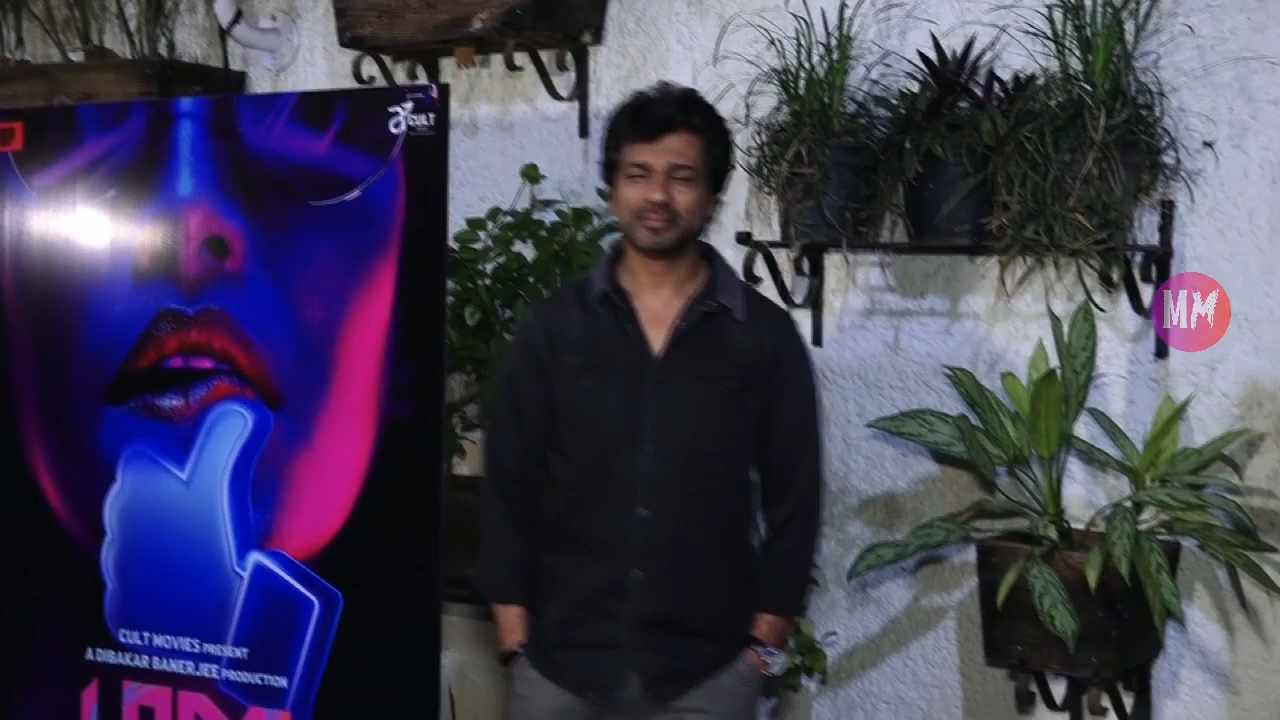 CULT
CULT MOVIES PRESENT
A DIBAKAR BANERJEE PRODUCTION
MM